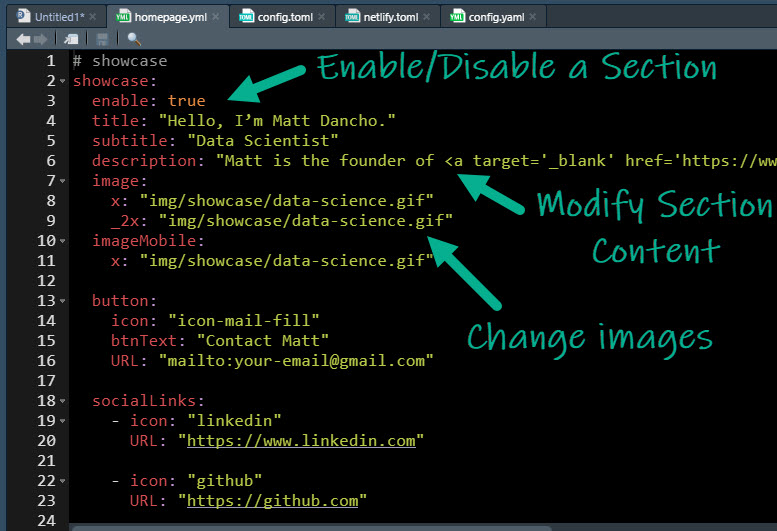 Untitled1* homepage.yml config.toml netlify.toml config.yaml
1 # showcase
2 showcase:
3 enable: true
4 title: "Hello, I’m Matt Dancho."
5 subtitle: "Data Scientist"
6 description: "Matt is the founder of <a target='_blank' href='https://ww
7 image:
8 x: "img/showcase/data-science.gif"
9 _2x: "img/showcase/data-science.gif"
10 imageMobile:
11 x: "img/showcase/data-science.gif"
12
13 button:
14 icon: "icon-mail-fill"
15 btnText: "Contact Matt"
16 URL: "mailto:your-email@gmail.com"
17
18 socialLinks:
19 - icon: "linkedin"
20 URL: "https://www.linkedin.com"
21
22 - icon: "github"
23 URL: "https://github.com"
24
Enable/Disable a Section
Modify Section
Content
Change images